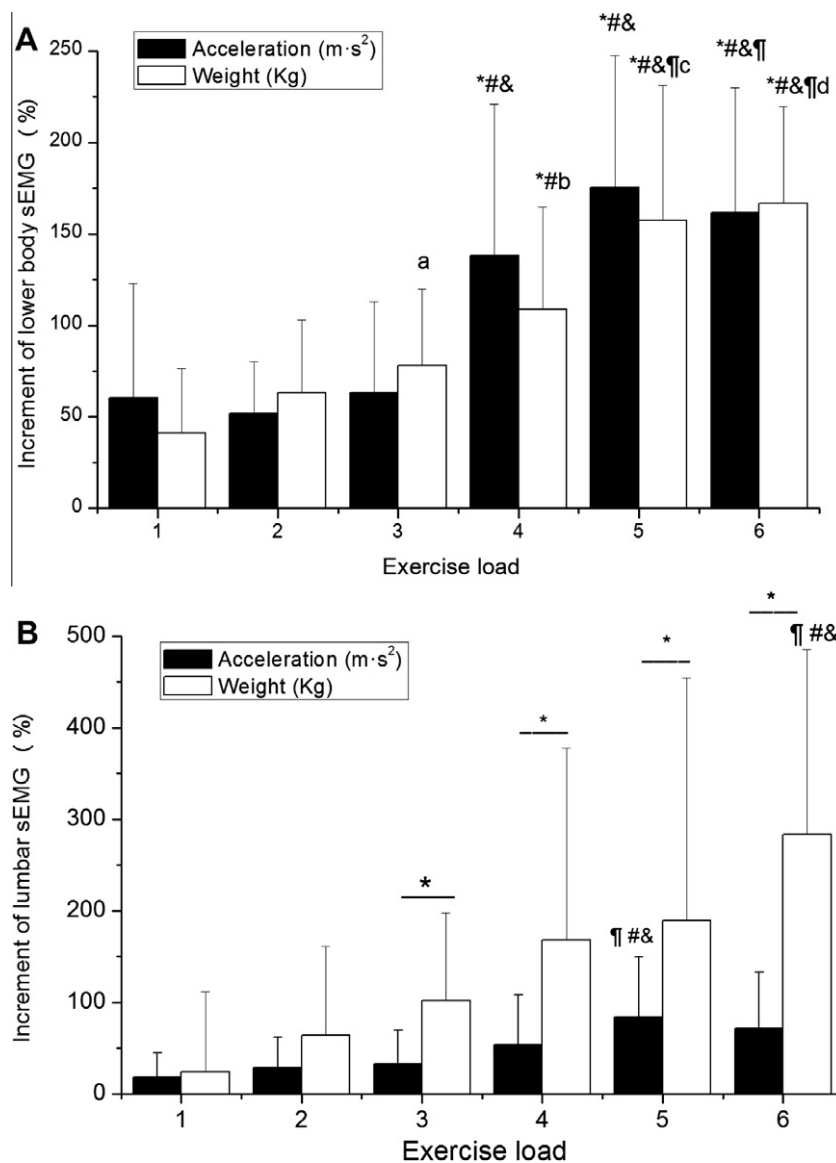 A
Acceleration (m·s²)
Weight (Kg)
Increment of lower body sEMG (%)
250
200
150
100
50
0
*#&
*#b
a
*#&
*#&¶c
*#&¶
*#&¶d
1 2 3 4 5 6
Exercise load
B
Acceleration (m·s²)
Weight (Kg)
Increment of lumbar sEMG (%)
500
400
300
200
100
0
*
*
*
*
¶ #&
¶ #&
1 2 3 4 5 6
Exercise load